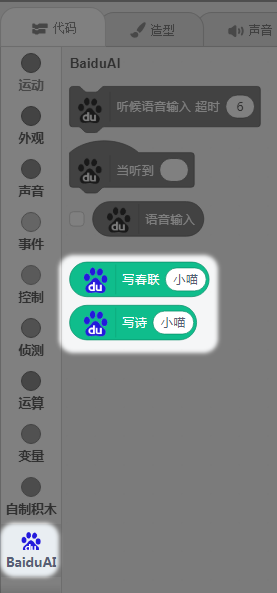 代码
造型
声音
运动
外观
声音
事件
控制
侦测
运算
变量
自制积木
BaiduAI
BaiduAI
du 听候语音输入 超时 6
du 当听到
du 语音输入
du 写春联 小喵
du 写诗 小喵